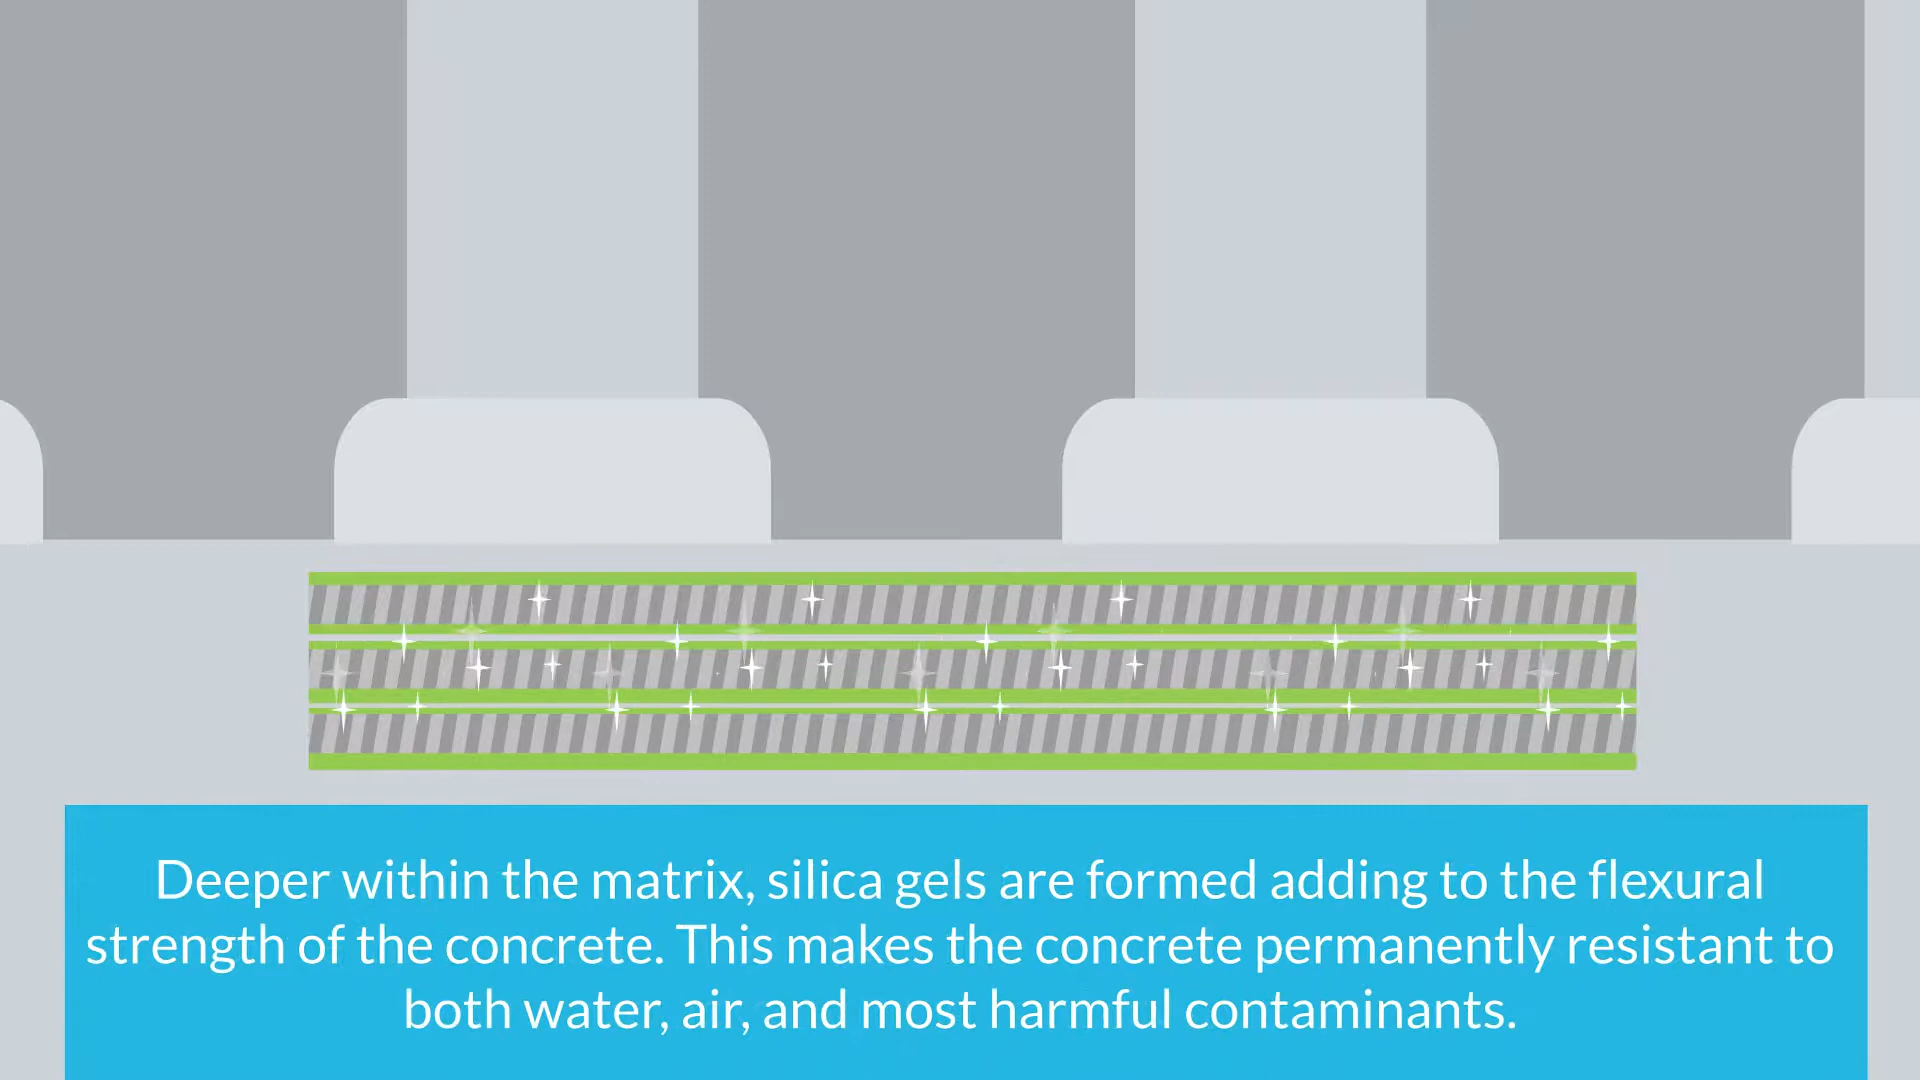 Deeper within the matrix, silica gels are formed adding to the flexural
strength of the concrete. This makes the concrete permanently resistant to
both water, air, and most harmful contaminants.